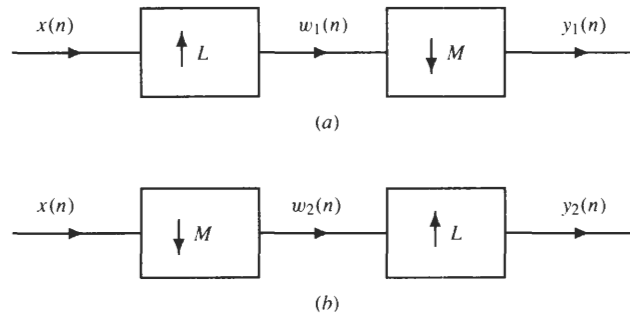 x(n) ↑ L w₁(n) ↓ M y₁(n)
(a)
x(n) ↓ M w₂(n) ↑ L y₂(n)
(b)